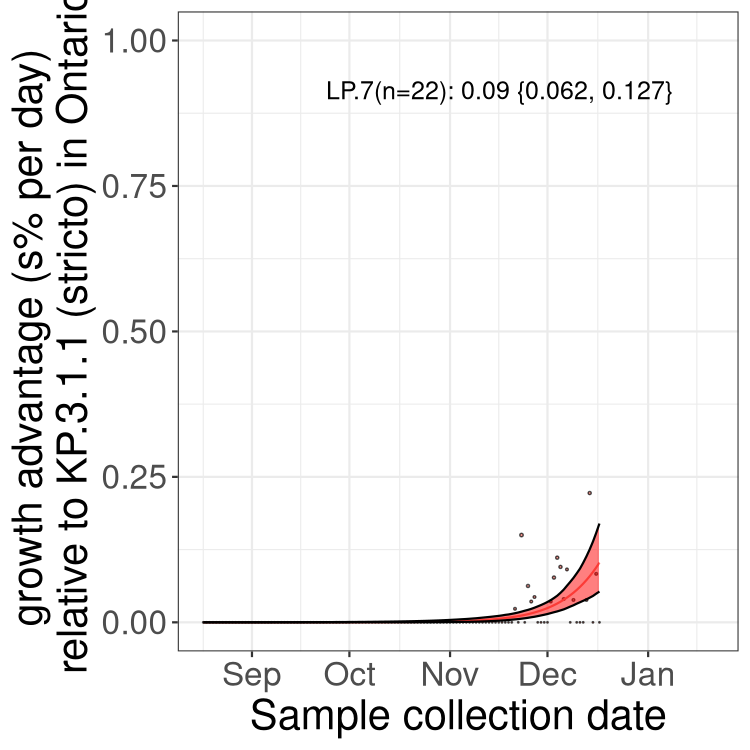 growth advantage (s% per day)
relative to KP.3.1.1 (stricto) in Ontario
1.00
0.75
0.50
0.25
0.00
LP.7(n=22): 0.09 {0.062, 0.127}
Sep Oct Nov Dec Jan
Sample collection date